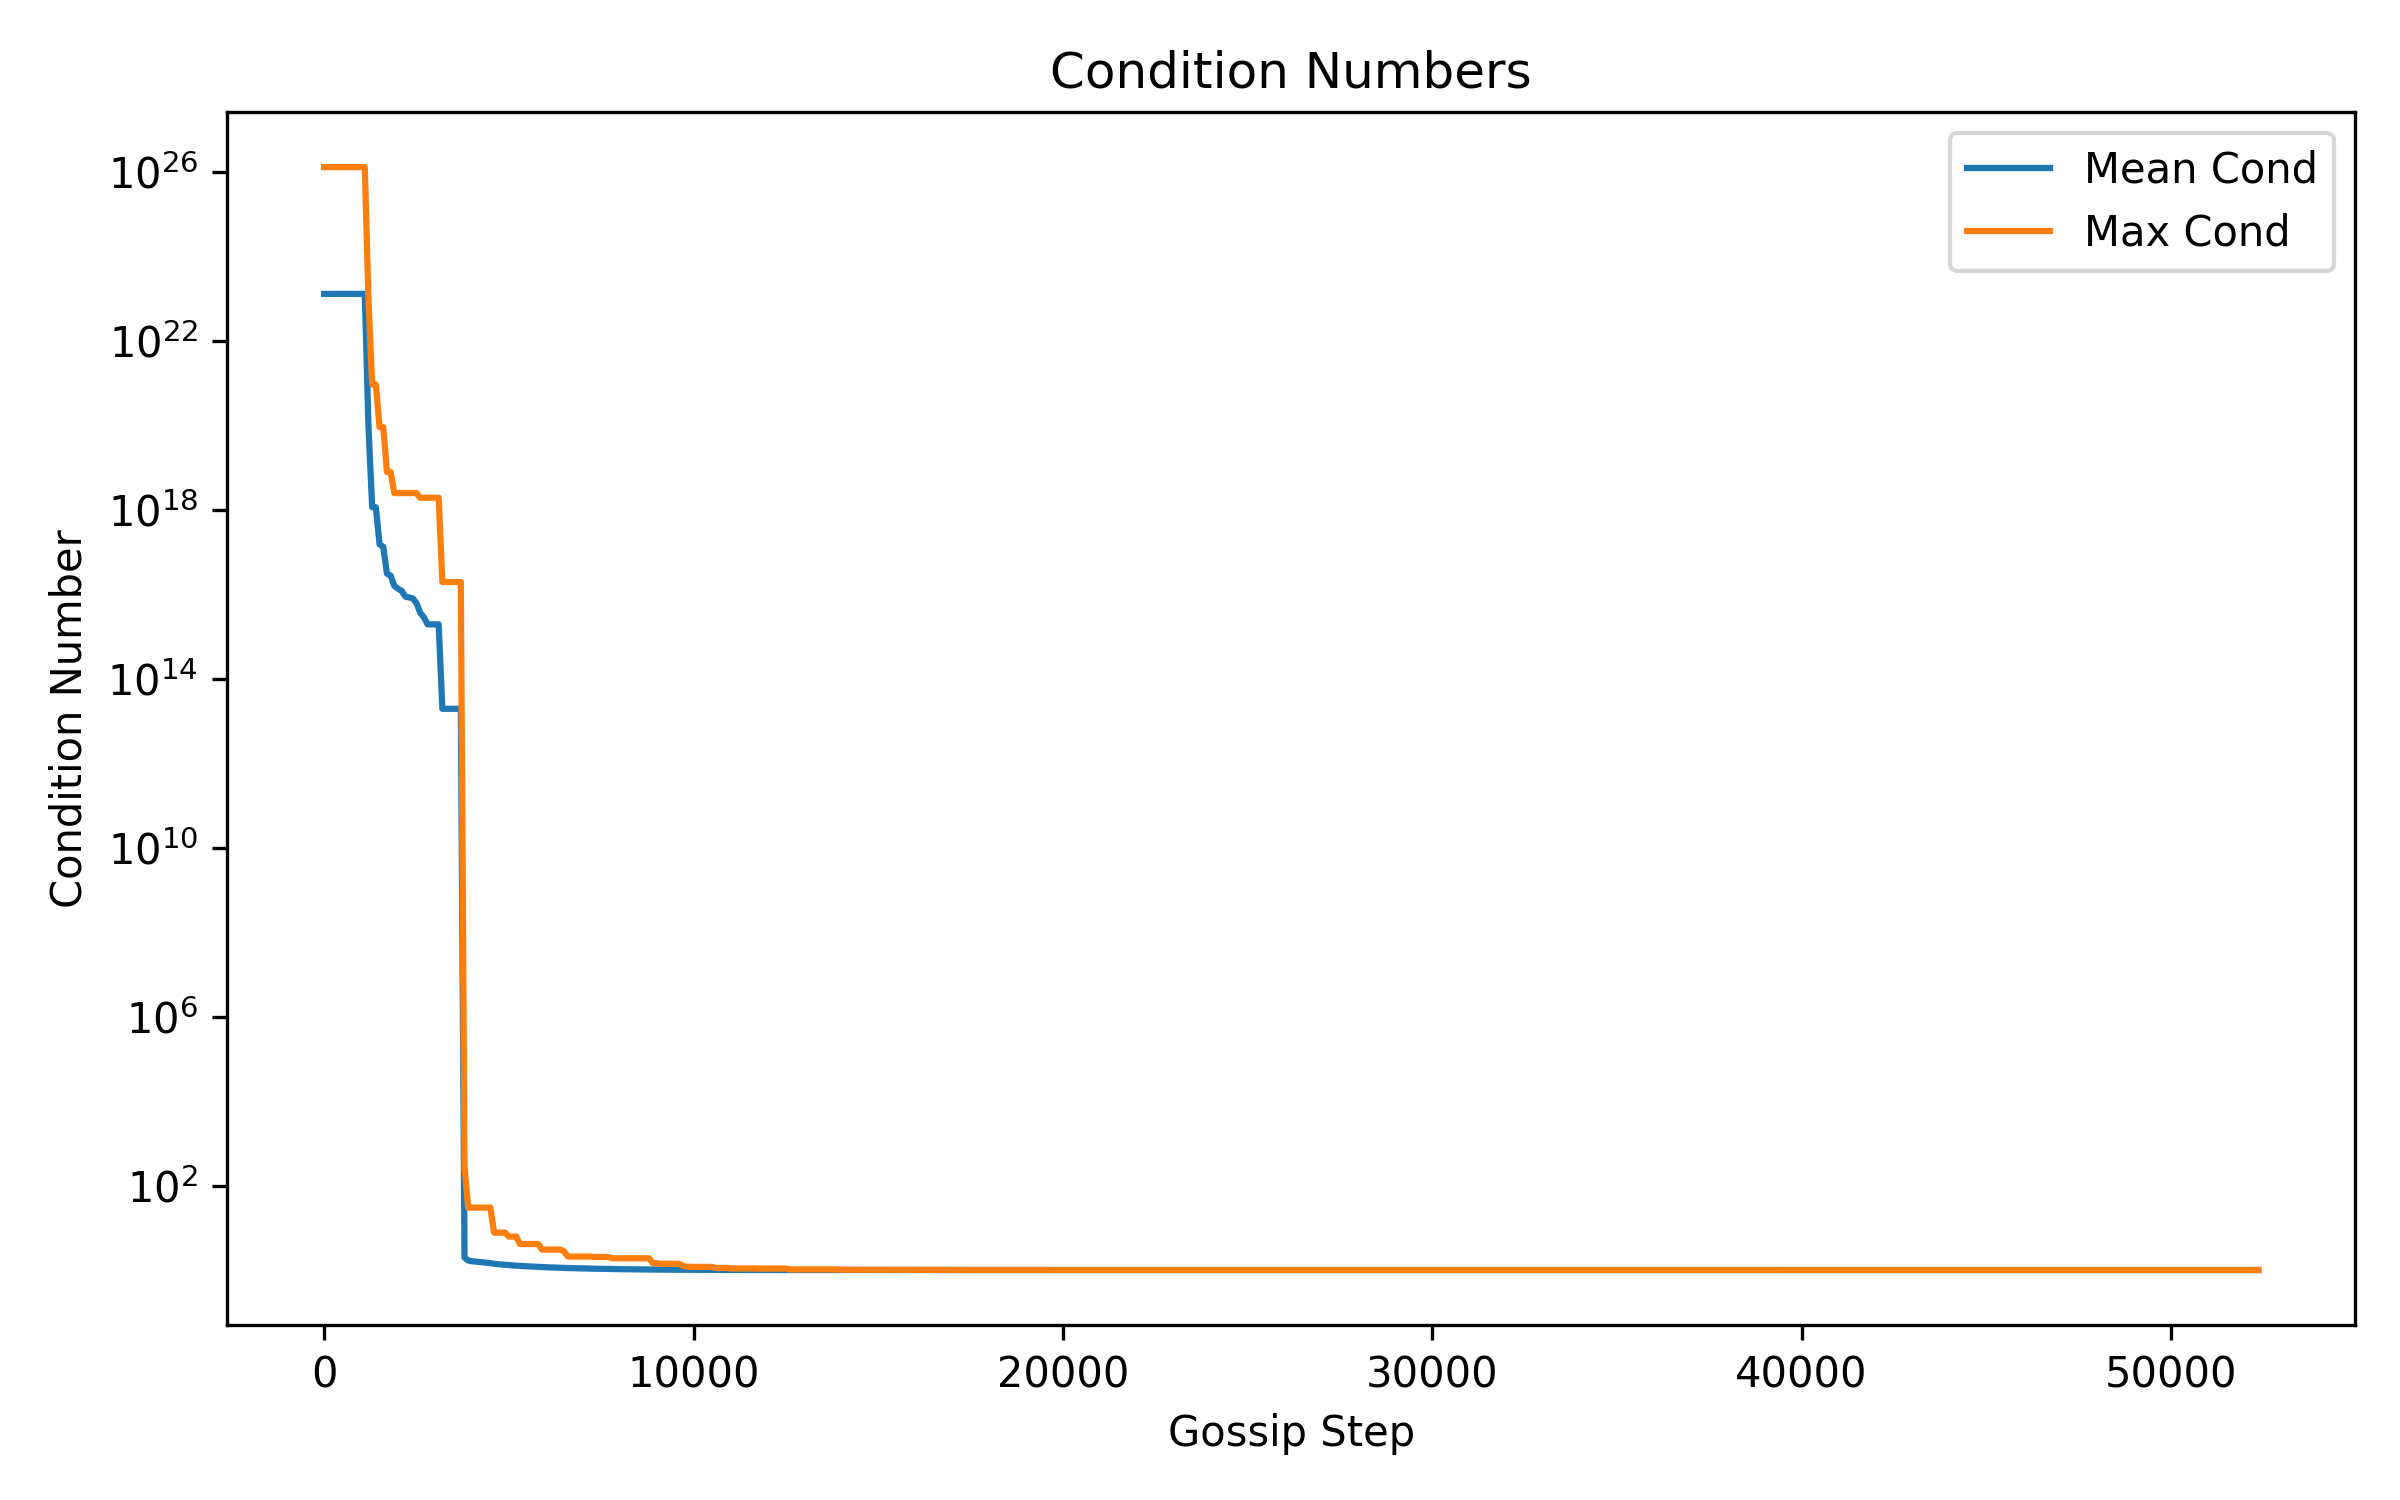 Condition Numbers
Mean Cond
Max Cond
Condition Number
10^26
10^22
10^18
10^14
10^10
10^6
10^2
0 10000 20000 30000 40000 50000
Gossip Step